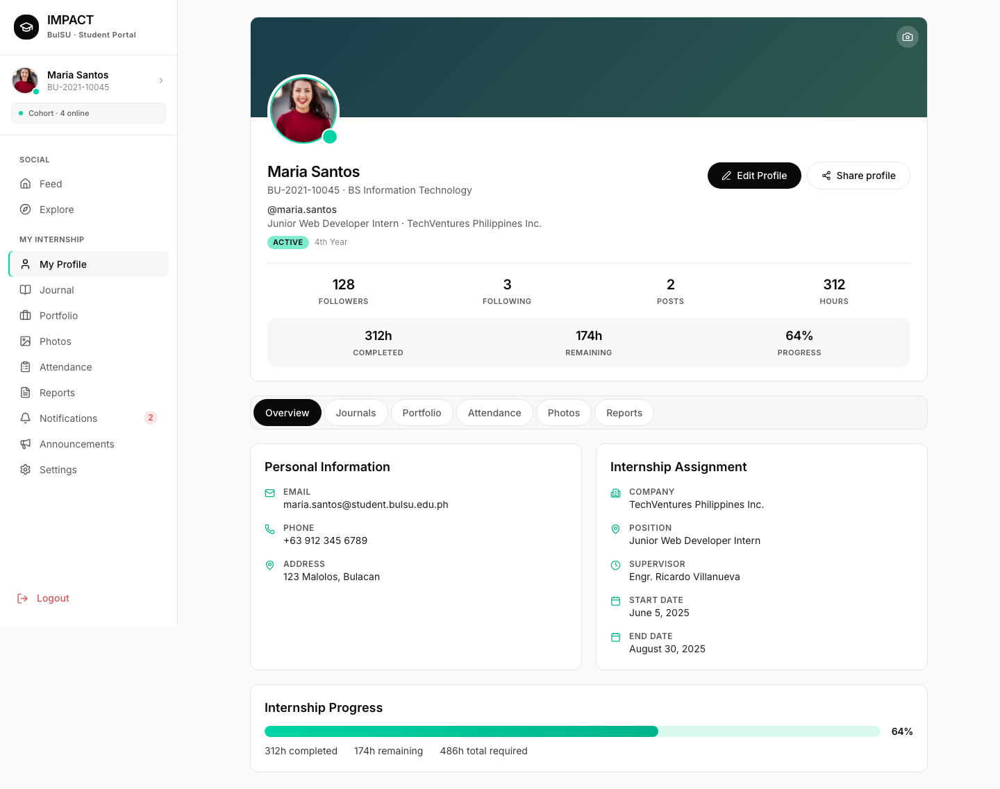 IMPACT
BulSU · Student Portal
Maria Santos
BU-2021-10045
Cohort · 4 online
SOCIAL
Feed
Explore
MY INTERNSHIP
My Profile
Journal
Portfolio
Photos
Attendance
Reports
Notifications 2
Announcements
Settings
Logout
Maria Santos
BU-2021-10045 · BS Information Technology
@maria.santos
Junior Web Developer Intern · TechVentures Philippines Inc.
ACTIVE 4th Year
Edit Profile Share profile
128 3 2 312
FOLLOWERS FOLLOWING POSTS HOURS
312h 174h 64%
COMPLETED REMAINING PROGRESS
Overview Journals Portfolio Attendance Photos Reports
Personal Information
EMAIL
maria.santos@student.bulsu.edu.ph
PHONE
+63 912 345 6789
ADDRESS
123 Malolos, Bulacan
Internship Assignment
COMPANY
TechVentures Philippines Inc.
POSITION
Junior Web Developer Intern
SUPERVISOR
Engr. Ricardo Villanueva
START DATE
June 5, 2025
END DATE
August 30, 2025
Internship Progress
64%
312h completed 174h remaining 486h total required